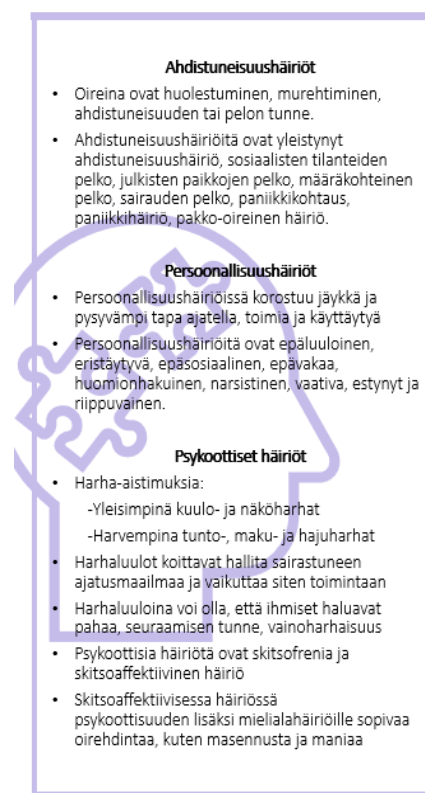 Ahdistuneisuushäiriöt
• Oireina ovat huolestuminen, murehtiminen,
ahdistuneisuuden tai pelon tunne.
• Ahdistuneisuushäiriöitä ovat yleistynyt
ahdistuneisuushäiriö, sosiaalisten tilanteiden
pelko, julkisten paikkojen pelko, määräkohteinen
pelko, sairauden pelko, paniikkikohtaus,
paniikkihäiriö, pakko-oireinen häiriö.
Persoonallisuushäiriöt
• Persoonallisuushäiriöissä korostuu jäykkä ja
pysyvämpi tapa ajatella, toimia ja käyttäytyä
• Persoonallisuushäiriöitä ovat epäluuloinen,
eristäytyvä, epäsosiaalinen, epävakaa,
huomionhakuinen, narsistinen, vaativa, estynyt ja
riippuvainen.
Psykoottiset häiriöt
• Harha-aistimuksia:
-Yleisimpinä kuulo- ja näköharhat
-Harvempina tunto-, maku- ja hajuharhat
• Harhaluulot koittavat hallita sairastuneen
ajatusmaailmaa ja vaikuttaa siten toimintaan
• Harhaluuloina voi olla, että ihmiset haluavat
pahaa, seuraamisen tunne, vainoharhaisuus
• Psykoottisia häiriötä ovat skitsofrenia ja
skitsoaffektiivinen häiriö
• Skitsoaffektiivisessa häiriössä
psykoottisuuden lisäksi mielialahäiriöille sopivaa
oirehdintaa, kuten masennusta ja maniaa